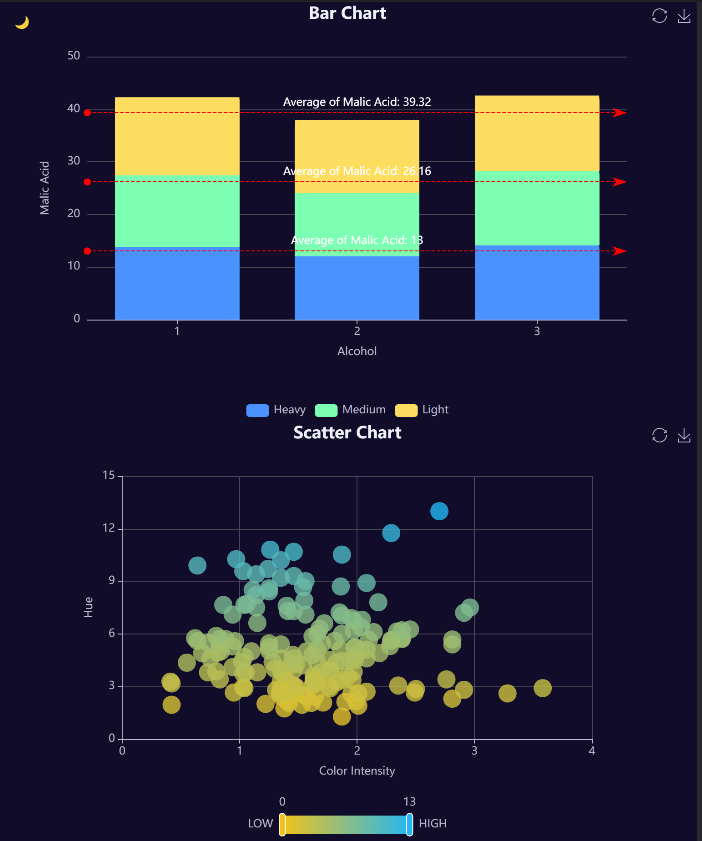 Bar Chart
50
40
30
20
10
0
Malic Acid
Average of Malic Acid: 39.32
Average of Malic Acid: 26.16
Average of Malic Acid: 13
1 2 3
Alcohol
Heavy Medium Light
Scatter Chart
15
12
9
6
3
0
Hue
0 1 2 3 4
Color Intensity
0 13
LOW HIGH